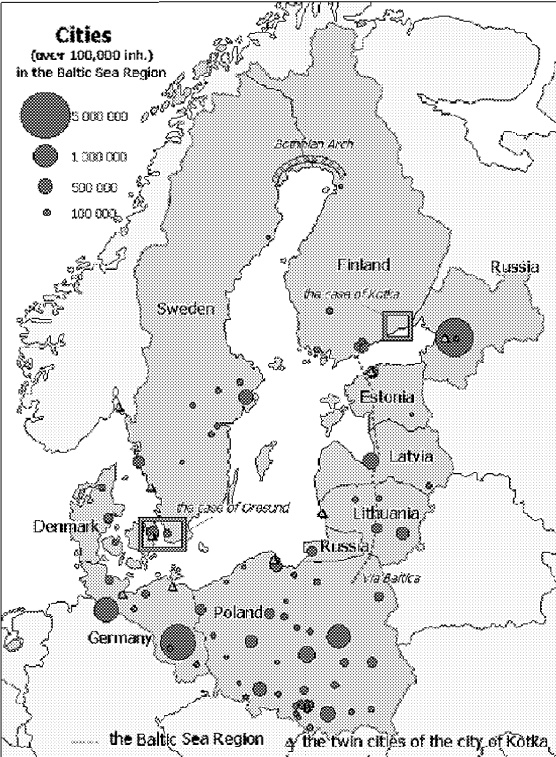 Cities
(over 100,000 inh.)
in the Baltic Sea Region
5 000 000
1 000 000
500 000
100 000
Bothnian Arch
Finland
Russia
the case of Kotka
Sweden
Estonia
Latvia
the case of Oresund
Denmark
Lithuania
Russia
Via Baltica
Poland
Germany
the Baltic Sea Region
the twin cities of the city of Kotka